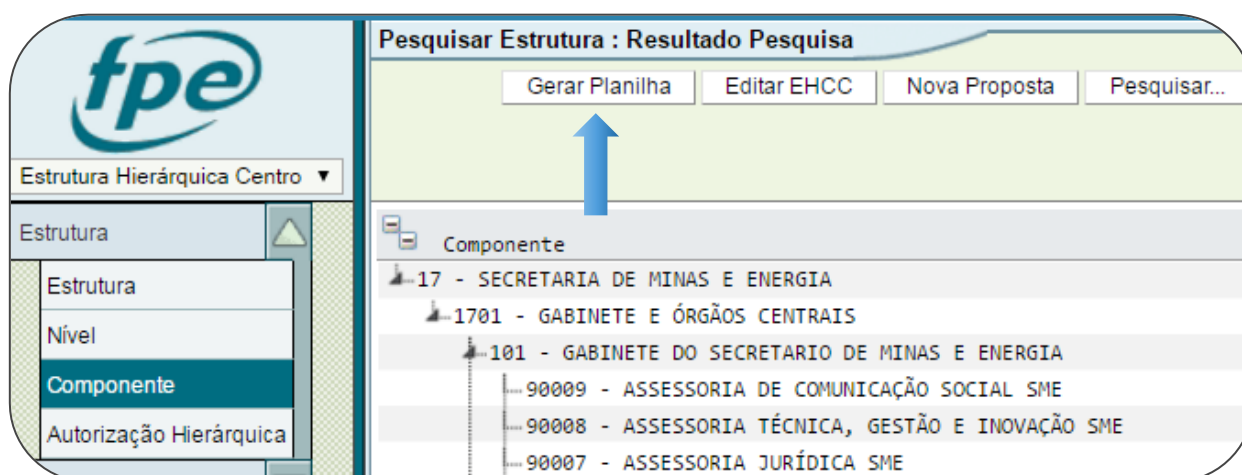 fpe
Estrutura Hierárquica Centro
Estrutura
Estrutura
Nível
Componente
Autorização Hierárquica
Pesquisar Estrutura : Resultado Pesquisa
Gerar Planilha Editar EHCC Nova Proposta Pesquisar...
Componente
17 - SECRETARIA DE MINAS E ENERGIA
1701 - GABINETE E ÓRGÃOS CENTRAIS
101 - GABINETE DO SECRETARIO DE MINAS E ENERGIA
90009 - ASSESSORIA DE COMUNICAÇÃO SOCIAL SME
90008 - ASSESSORIA TÉCNICA, GESTÃO E INOVAÇÃO SME
90007 - ASSESSORIA JURÍDICA SME